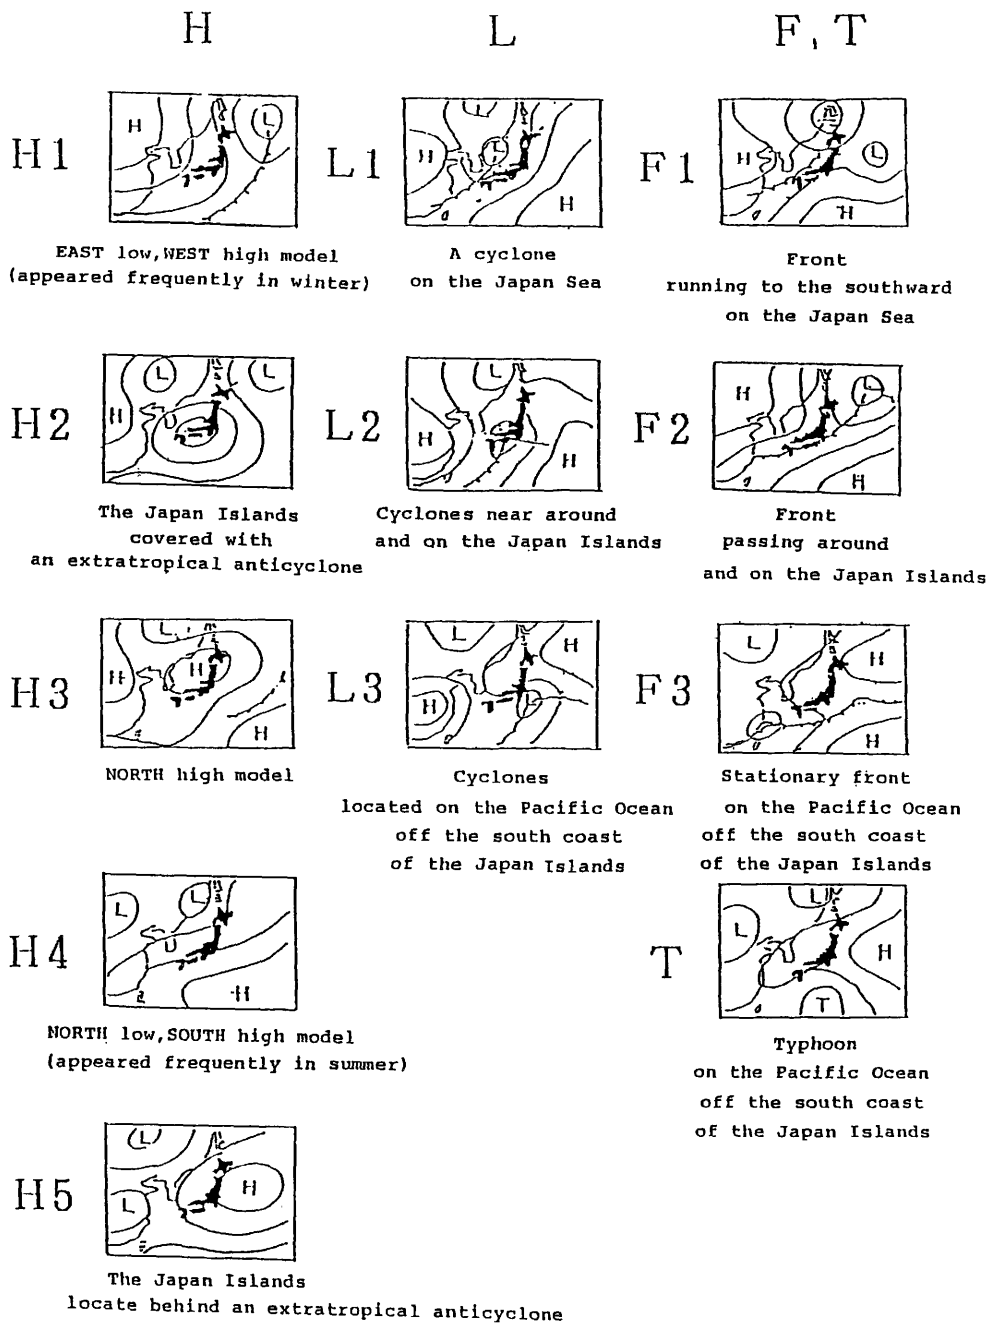 H
L
F, T
H1
H
L
EAST low,WEST high model
(appeared frequently in winter)
L1
L
H
L
H
A cyclone
on the Japan Sea
F1
H
L
H
Front
running to the southward
on the Japan Sea
H2
L
L
H
The Japan Islands
covered with
an extratropical anticyclone
L2
L
H
H
Cyclones near around
and on the Japan Islands
F2
H
L
H
Front
passing around
and on the Japan Islands
H3
L
H
H
H
NORTH high model
L3
L
H
H
L
Cyclones
located on the Pacific Ocean
off the south coast
of the Japan Islands
F3
L
H
H
Stationary front
on the Pacific Ocean
off the south coast
of the Japan Islands
H4
L
L
H
NORTH low,SOUTH high model
(appeared frequently in summer)
T
L
L
H
T
Typhoon
on the Pacific Ocean
off the south coast
of the Japan Islands
H5
L
H
L
The Japan Islands
locate behind an extratropical anticyclone